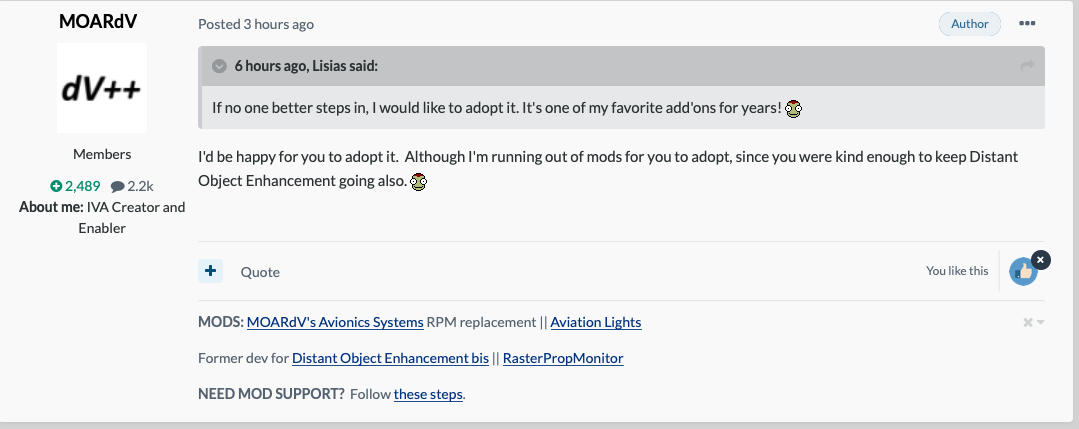 MOARdV
Posted 3 hours ago
Author
dV++
Members
2,489 2.2k
About me: IVA Creator and
Enabler
6 hours ago, Lisias said:
If no one better steps in, I would like to adopt it. It's one of my favorite add'ons for years!
I'd be happy for you to adopt it.  Although I'm running out of mods for you to adopt, since you were kind enough to keep Distant
Object Enhancement going also.
+ Quote
You like this
MODS: MOARdV's Avionics Systems RPM replacement || Aviation Lights
Former dev for Distant Object Enhancement bis || RasterPropMonitor
NEED MOD SUPPORT?  Follow these steps.